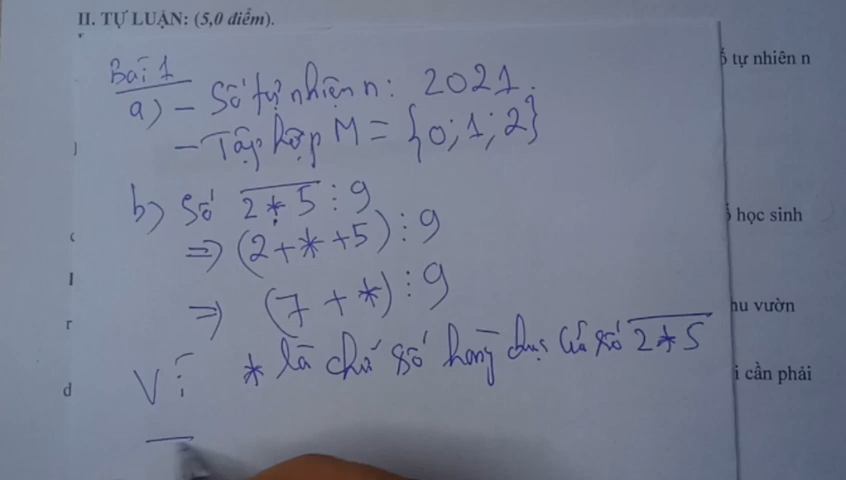 II. TỰ LUẬN: (5,0 điểm).
tự nhiên n
Bài 1
a) - Số tự nhiên n: 2021.
- Tập hợp M = {0; 1; 2}
b) Số 2*5 ⋮ 9
học sinh
=> (2 + * + 5) ⋮ 9
=> (7 + *) ⋮ 9
hu vườn
Vì * là chữ số hàng chục của số 2*5
i cần phải